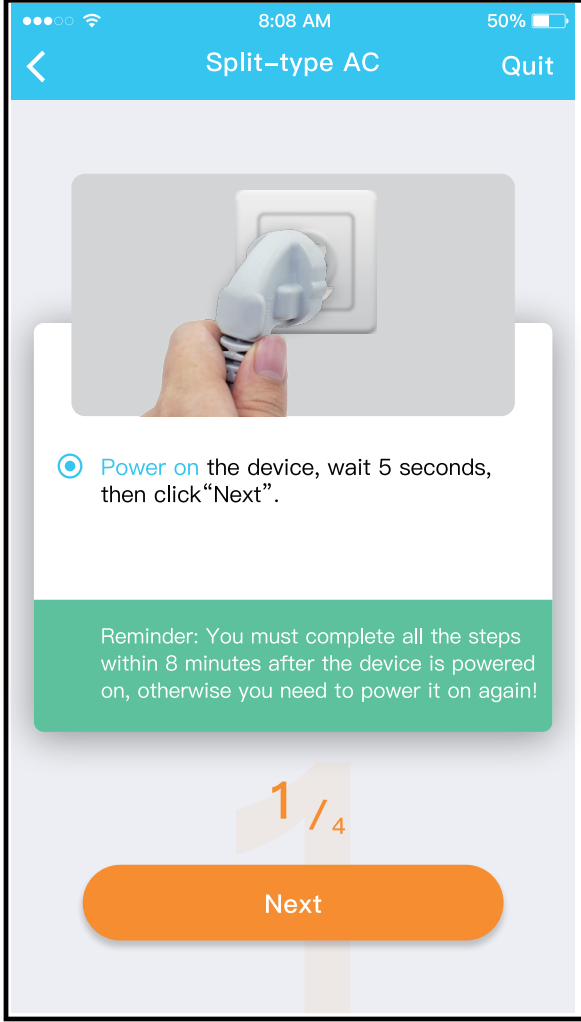 8:08 AM
50%
Split-type AC
Quit
Power on the device, wait 5 seconds,
then click“Next”.
Reminder: You must complete all the steps
within 8 minutes after the device is powered
on, otherwise you need to power it on again!
1/4
Next